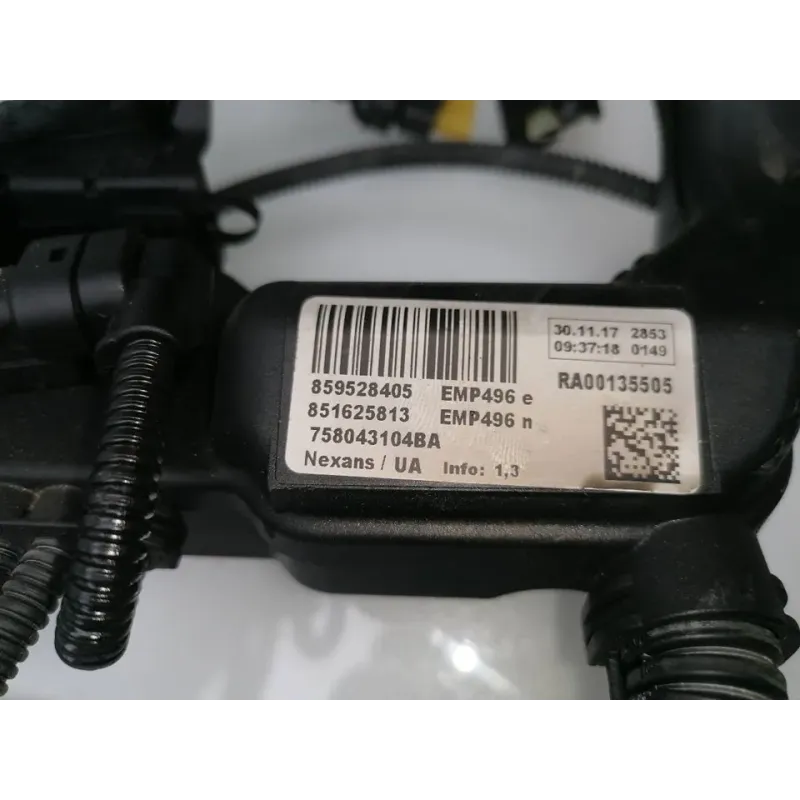 30.11.17 2853
09:37:18 0149
859528405 EMP496 e
RA00135505
851625813 EMP496 n
758043104BA
Nexans / UA Info: 1,3